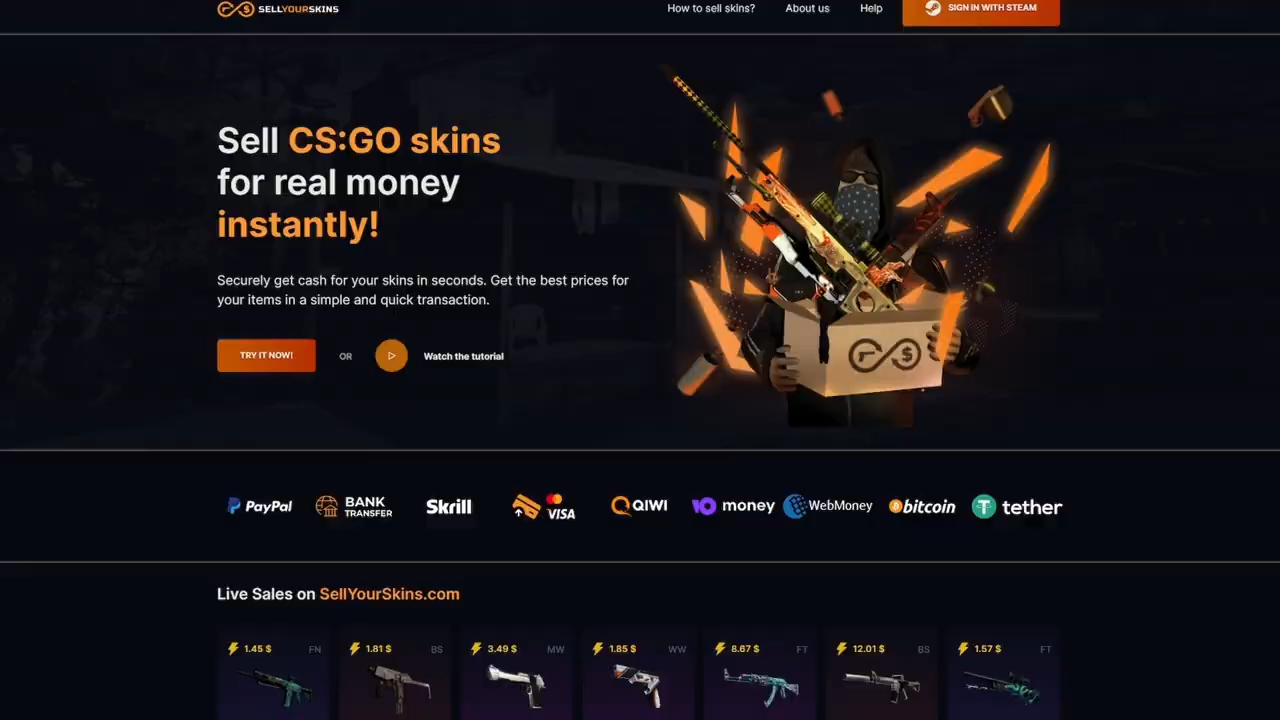 SELLYOURSKINS
How to sell skins?
About us
Help
SIGN IN WITH STEAM
Sell CS:GO skins
for real money
instantly!
Securely get cash for your skins in seconds. Get the best prices for
your items in a simple and quick transaction.
TRY IT NOW!
OR
Watch the tutorial
PayPal
BANK
TRANSFER
Skrill
VISA
QIWI
IO money
WebMoney
bitcoin
tether
Live Sales on SellYourSkins.com
1.45 $ FN
1.81 $ BS
3.49 $ MW
1.85 $ WW
8.67 $ FT
12.01 $ BS
1.57 $ FT